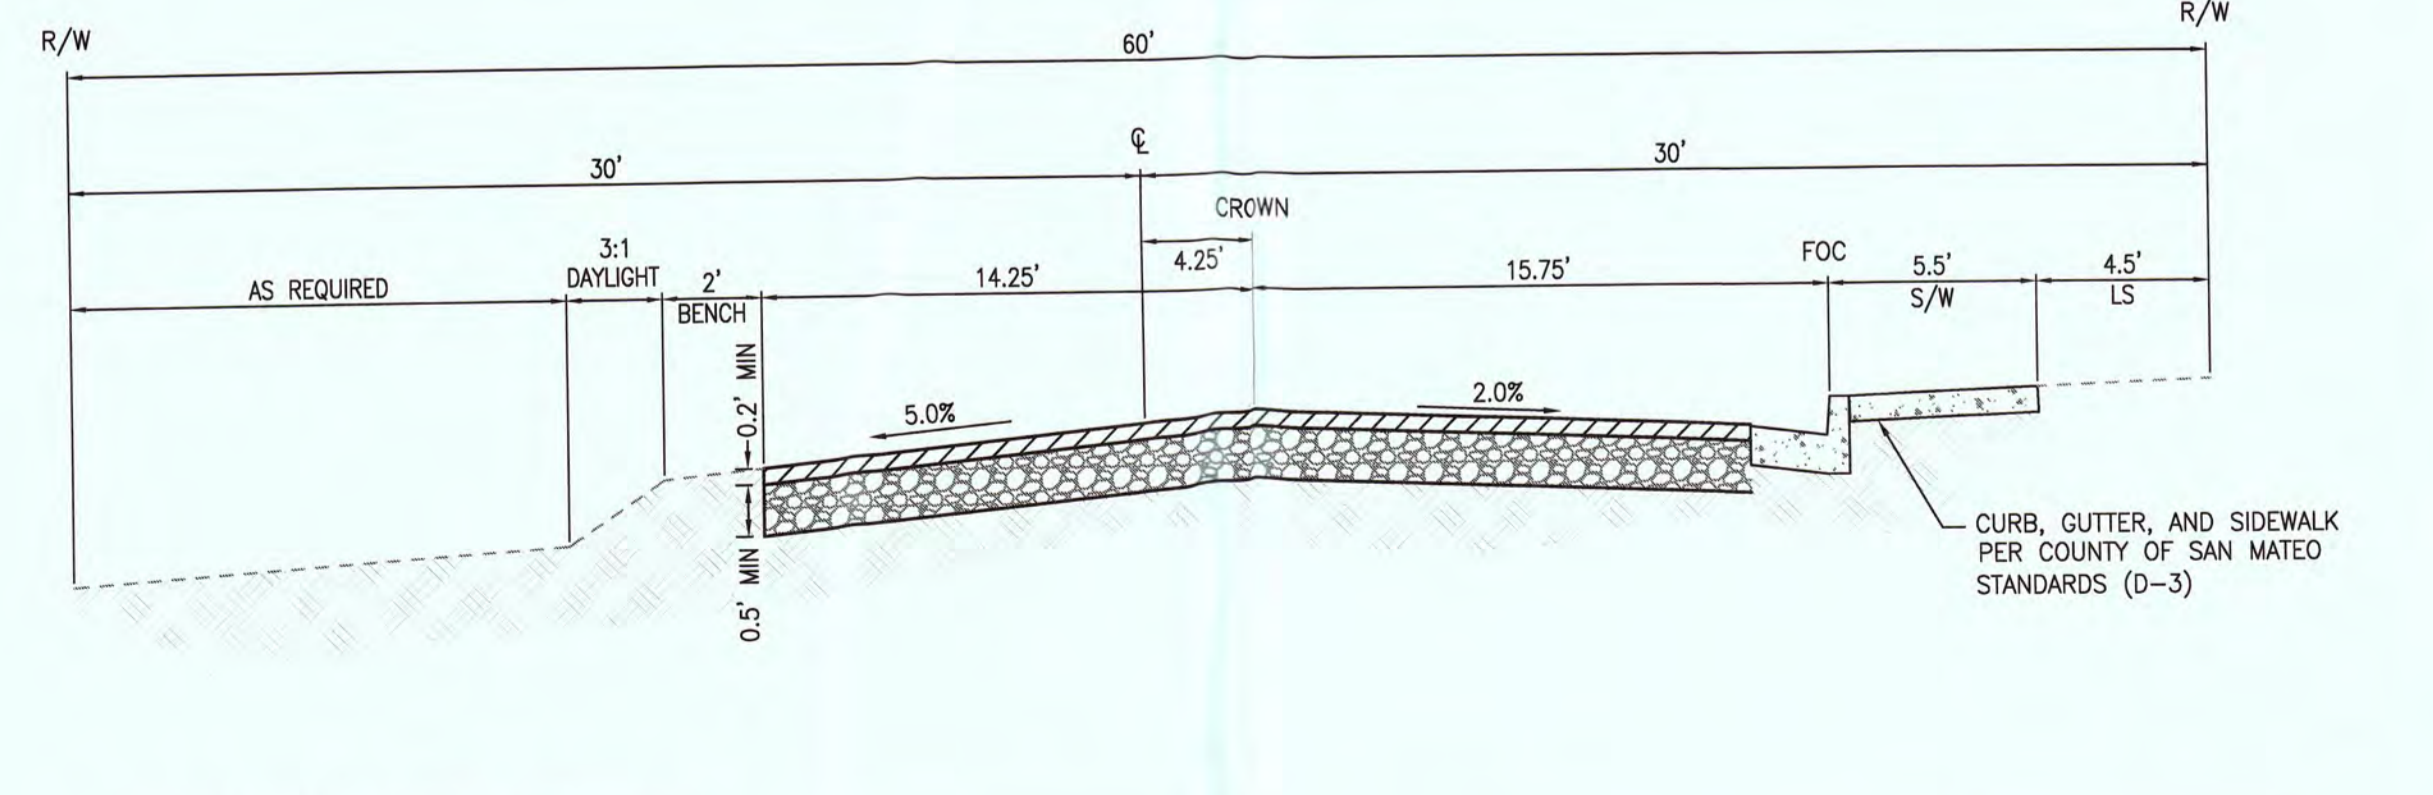 R/W
R/W
60'
℄
30'
30'
CROWN
4.25'
3:1
DAYLIGHT
AS REQUIRED
2'
BENCH
14.25'
15.75'
FOC
5.5'
S/W
4.5'
LS
0.2' MIN
5.0%
2.0%
0.5' MIN
CURB, GUTTER, AND SIDEWALK
PER COUNTY OF SAN MATEO
STANDARDS (D-3)